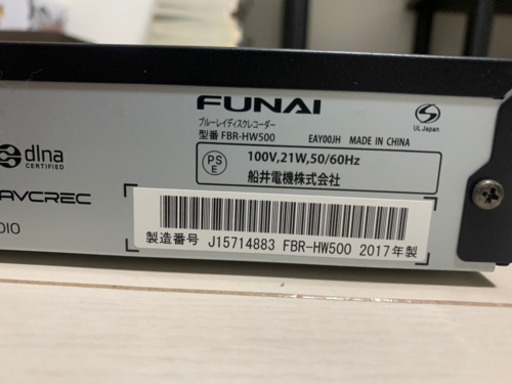 FUNAI
ブルーレイディスクレコーダー
型番 FBR-HW500 EAY00JH MADE IN CHINA
S
UL Japan
dlna
CERTIFIED
PS
E
100V,21W,50/60Hz
船井電機株式会社
AVCREC
製造番号 J15714883 FBR-HW500 2017年製